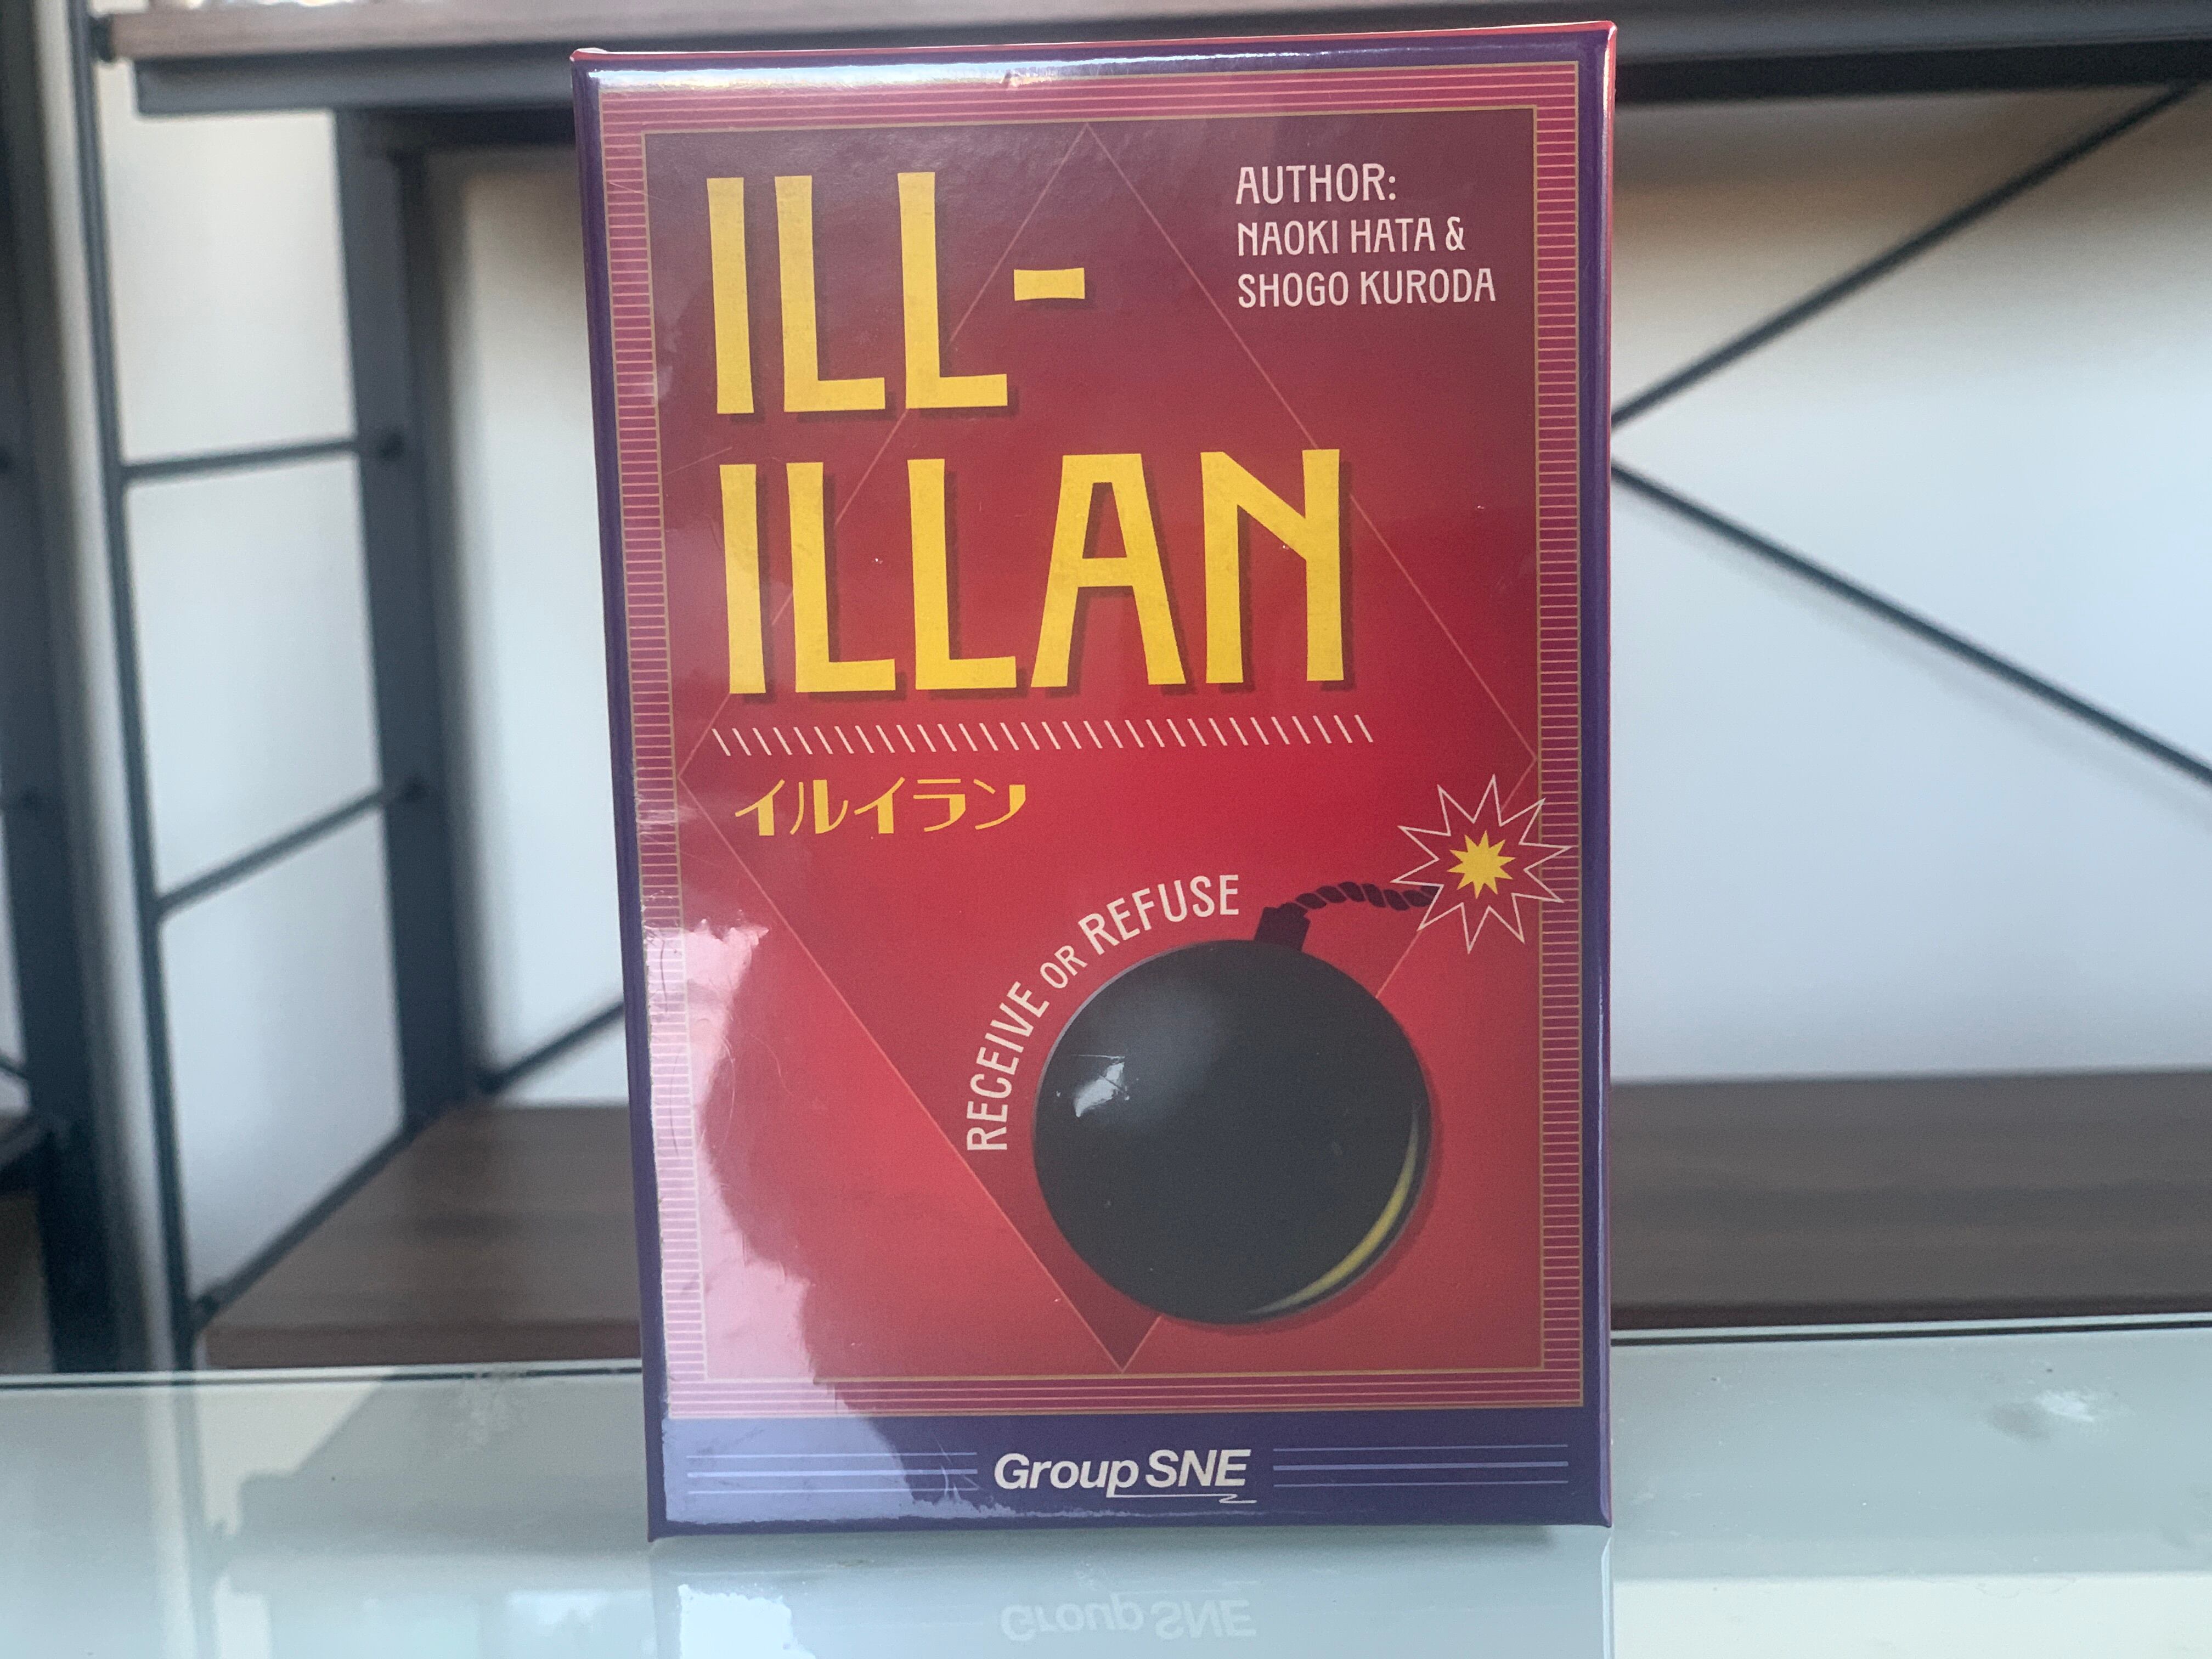 ILL-
ILLAN
AUTHOR:
NAOKI HATA &
SHOGO KURODA
イルイラン
RECEIVE OR REFUSE
Group SNE